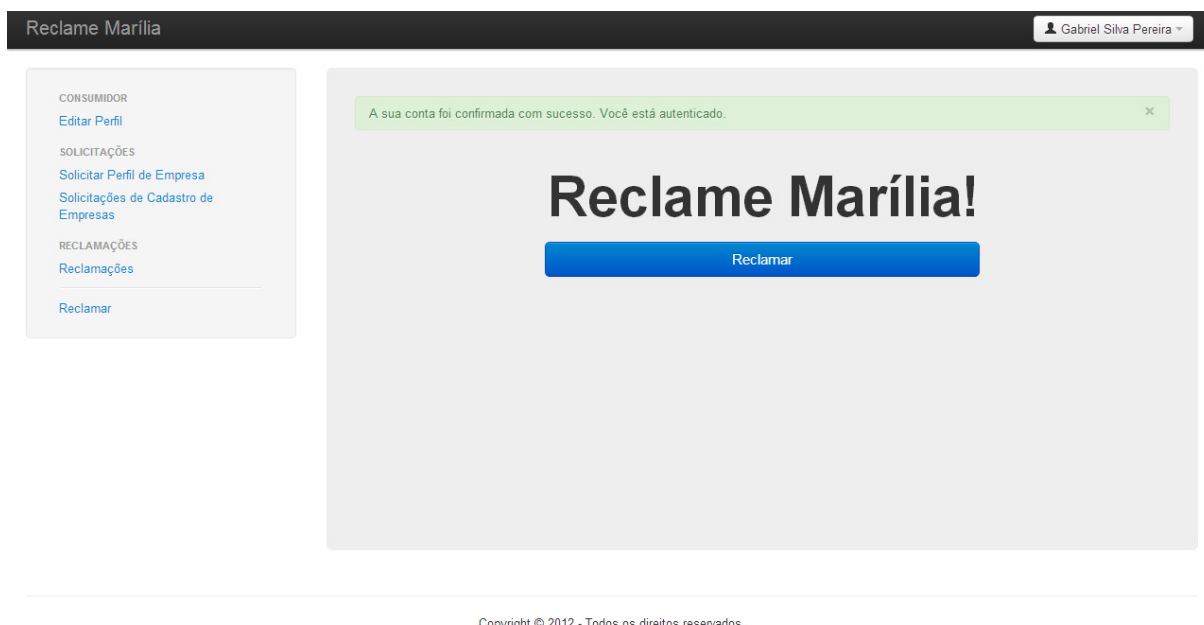 Reclame Marília
Gabriel Silva Pereira
CONSUMIDOR
Editar Perfil
SOLICITAÇÕES
Solicitar Perfil de Empresa
Solicitações de Cadastro de
Empresas
RECLAMAÇÕES
Reclamações
Reclamar
A sua conta foi confirmada com sucesso. Você está autenticado. ×
Reclame Marília!
Reclamar
Copyright © 2012 - Todos os direitos reservados